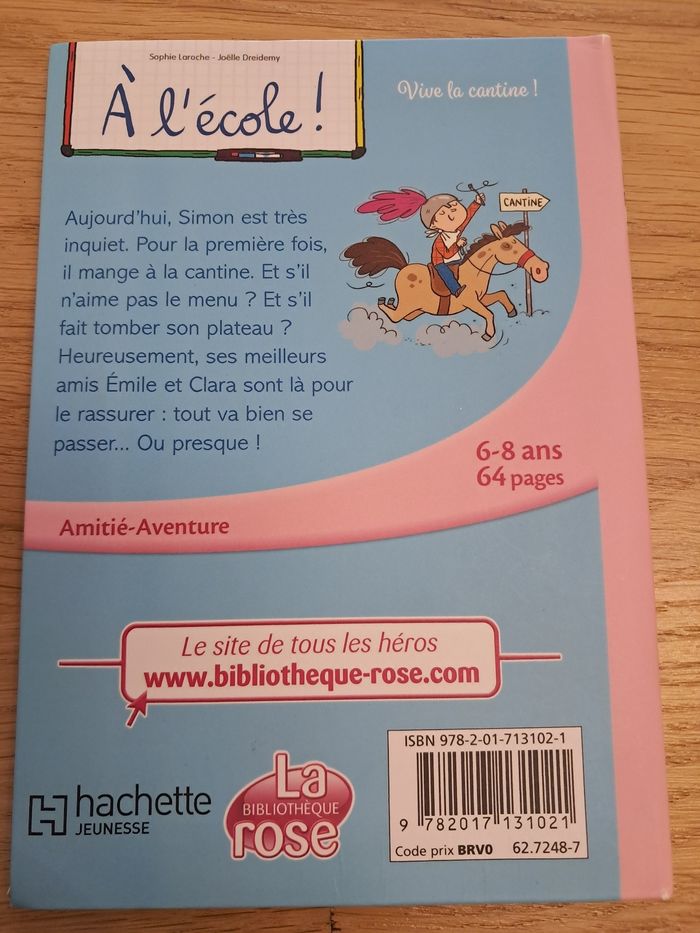 Sophie Laroche - Joëlle Dreidemy
À l'école !
Vive la cantine !
CANTINE
Aujourd'hui, Simon est très
inquiet. Pour la première fois,
il mange à la cantine. Et s'il
n'aime pas le menu ? Et s'il
fait tomber son plateau ?
Heureusement, ses meilleurs
amis Émile et Clara sont là pour
le rassurer : tout va bien se
passer... Ou presque !
6-8 ans
64 pages
Amitié-Aventure
Le site de tous les héros
www.bibliotheque-rose.com
hachette
JEUNESSE
La
BIBLIOTHÈQUE
rose
ISBN 978-2-01-713102-1
9 782017 131021
Code prix BRV0 62.7248-7